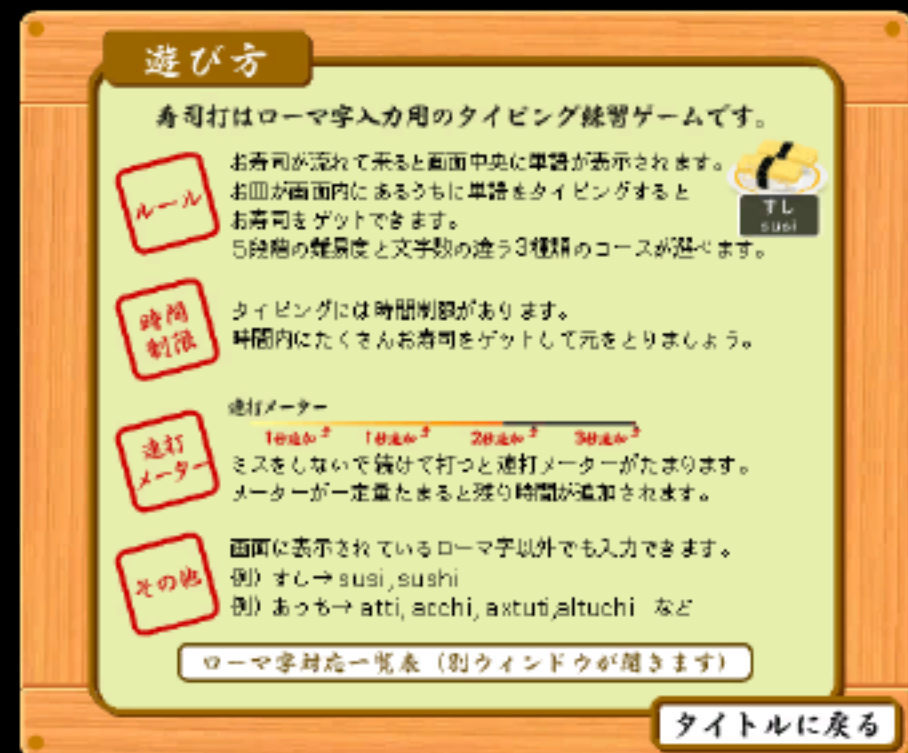 遊び方
寿司打はローマ字入力用のタイピング練習ゲームです。
ルール
お寿司が流れて来ると画面中央に単語が表示されます。
お皿が画面内にあるうちに単語をタイピングすると
お寿司をゲットできます。
5段階の難易度と文字数の違う3種類のコースが選べます。
すし
susi
時間
制限
タイピングには時間制限があります。
時間内にたくさんお寿司をゲットして元をとりましょう。
連打
メーター
連打メーター
1秒追加 1秒追加 2秒追加 3秒追加
ミスをしないで続けて打つと連打メーターがたまります。
メーターが一定量たまると残り時間が追加されます。
その他
画面に表示されているローマ字以外でも入力できます。
例) すし→susi,sushi
例) あっち→ atti, acchi, axtuti,altuchi など
ローマ字対応一覧表(別ウィンドウが開きます)
タイトルに戻る